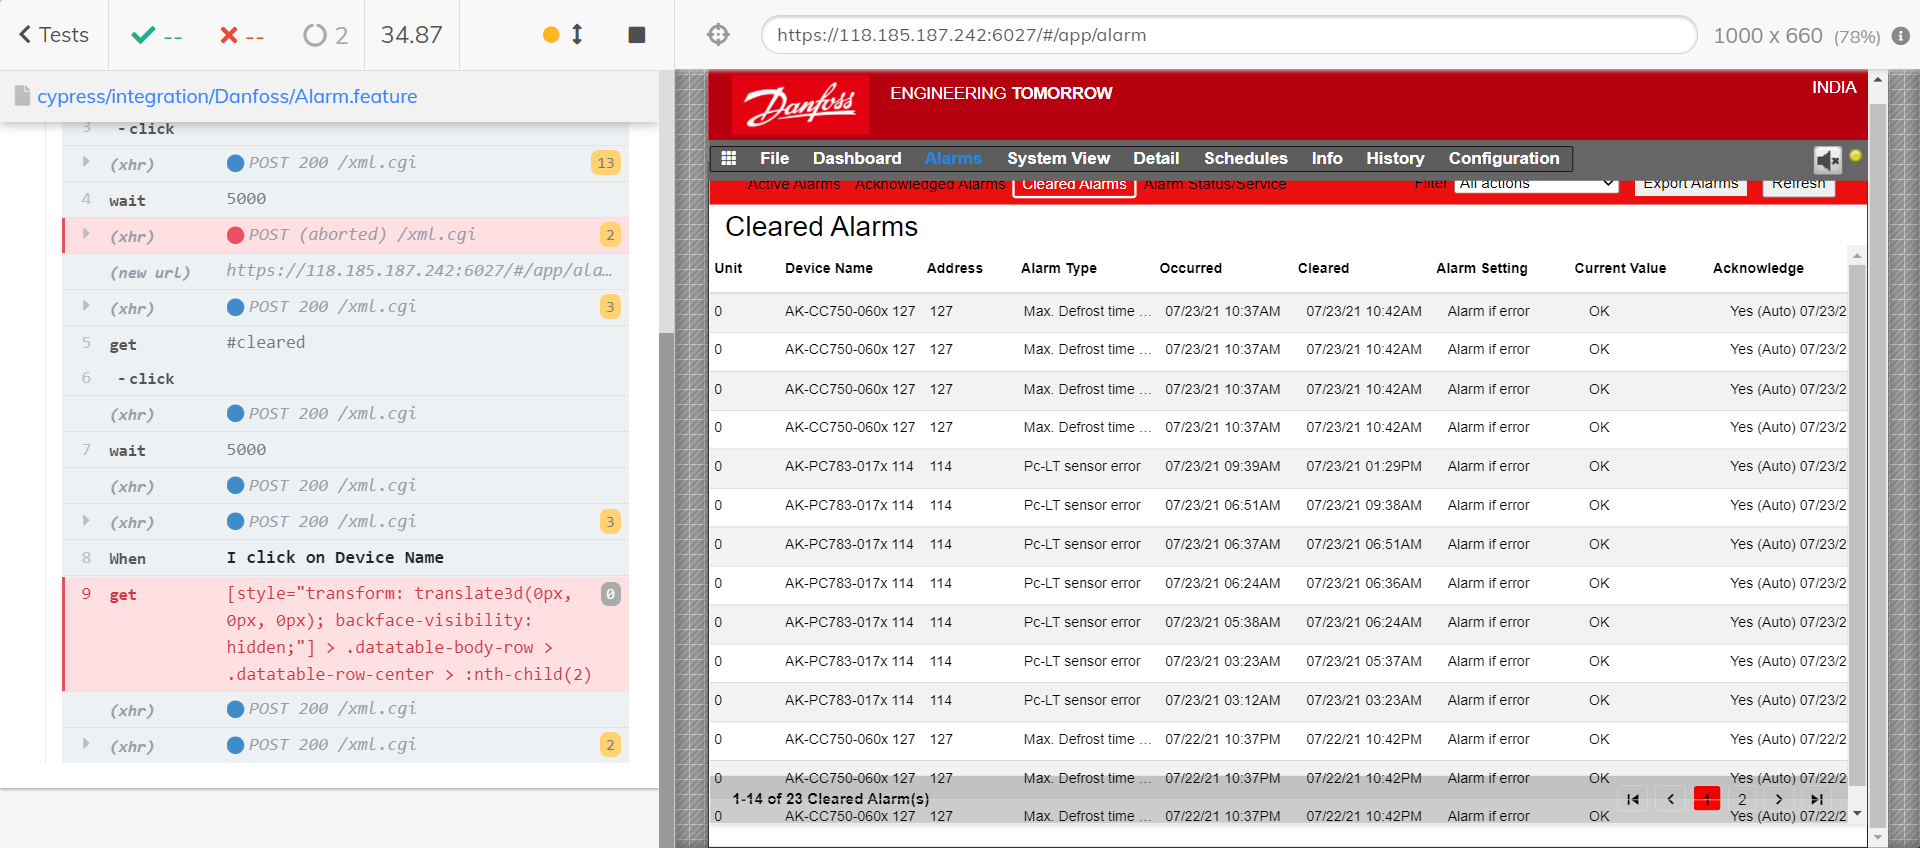 Tests
--
--
2
34.87
https://118.185.187.242:6027/#/app/alarm
1000 x 660 (78%)
cypress/integration/Danfoss/Alarm.feature
3 - click
(xhr) POST 200 /xml.cgi 13
4 wait 5000
(xhr) POST (aborted) /xml.cgi 2
(new url) https://118.185.187.242:6027/#/app/ala...
(xhr) POST 200 /xml.cgi 3
5 get #cleared
6 - click
(xhr) POST 200 /xml.cgi
7 wait 5000
(xhr) POST 200 /xml.cgi
(xhr) POST 200 /xml.cgi 3
8 When I click on Device Name
9 get [style="transform: translate3d(0px, 0
0px, 0px); backface-visibility:
hidden;"] > .datatable-body-row >
.datatable-row-center > :nth-child(2)
(xhr) POST 200 /xml.cgi
(xhr) POST 200 /xml.cgi 2
Danfoss
ENGINEERING TOMORROW
INDIA
File Dashboard Alarms System View Detail Schedules Info History Configuration
Active Alarms Acknowledged Alarms Cleared Alarms Alarm Status/Service Filter All actions Export Alarms Refresh
Cleared Alarms
Unit Device Name Address Alarm Type Occurred Cleared Alarm Setting Current Value Acknowledge
0 AK-CC750-060x 127 127 Max. Defrost time ... 07/23/21 10:37AM 07/23/21 10:42AM Alarm if error OK Yes (Auto) 07/23/2
0 AK-CC750-060x 127 127 Max. Defrost time ... 07/23/21 10:37AM 07/23/21 10:42AM Alarm if error OK Yes (Auto) 07/23/2
0 AK-CC750-060x 127 127 Max. Defrost time ... 07/23/21 10:37AM 07/23/21 10:42AM Alarm if error OK Yes (Auto) 07/23/2
0 AK-CC750-060x 127 127 Max. Defrost time ... 07/23/21 10:37AM 07/23/21 10:42AM Alarm if error OK Yes (Auto) 07/23/2
0 AK-PC783-017x 114 114 Pc-LT sensor error 07/23/21 09:39AM 07/23/21 01:29PM Alarm if error OK Yes (Auto) 07/23/2
0 AK-PC783-017x 114 114 Pc-LT sensor error 07/23/21 06:51AM 07/23/21 09:38AM Alarm if error OK Yes (Auto) 07/23/2
0 AK-PC783-017x 114 114 Pc-LT sensor error 07/23/21 06:37AM 07/23/21 06:51AM Alarm if error OK Yes (Auto) 07/23/2
0 AK-PC783-017x 114 114 Pc-LT sensor error 07/23/21 06:24AM 07/23/21 06:36AM Alarm if error OK Yes (Auto) 07/23/2
0 AK-PC783-017x 114 114 Pc-LT sensor error 07/23/21 05:38AM 07/23/21 06:24AM Alarm if error OK Yes (Auto) 07/23/2
0 AK-PC783-017x 114 114 Pc-LT sensor error 07/23/21 03:23AM 07/23/21 05:37AM Alarm if error OK Yes (Auto) 07/23/2
0 AK-PC783-017x 114 114 Pc-LT sensor error 07/23/21 03:12AM 07/23/21 03:23AM Alarm if error OK Yes (Auto) 07/23/2
0 AK-CC750-060x 127 127 Max. Defrost time ... 07/22/21 10:37PM 07/22/21 10:42PM Alarm if error OK Yes (Auto) 07/22/2
0 AK-CC750-060x 127 127 Max. Defrost time ... 07/22/21 10:37PM 07/22/21 10:42PM Alarm if error OK Yes (Auto) 07/22/2
1-14 of 23 Cleared Alarm(s) 1 2
0 AK-CC750-060x 127 127 Max. Defrost time ... 07/22/21 10:37PM 07/22/21 10:42PM Alarm if error OK Yes (Auto) 07/22/2